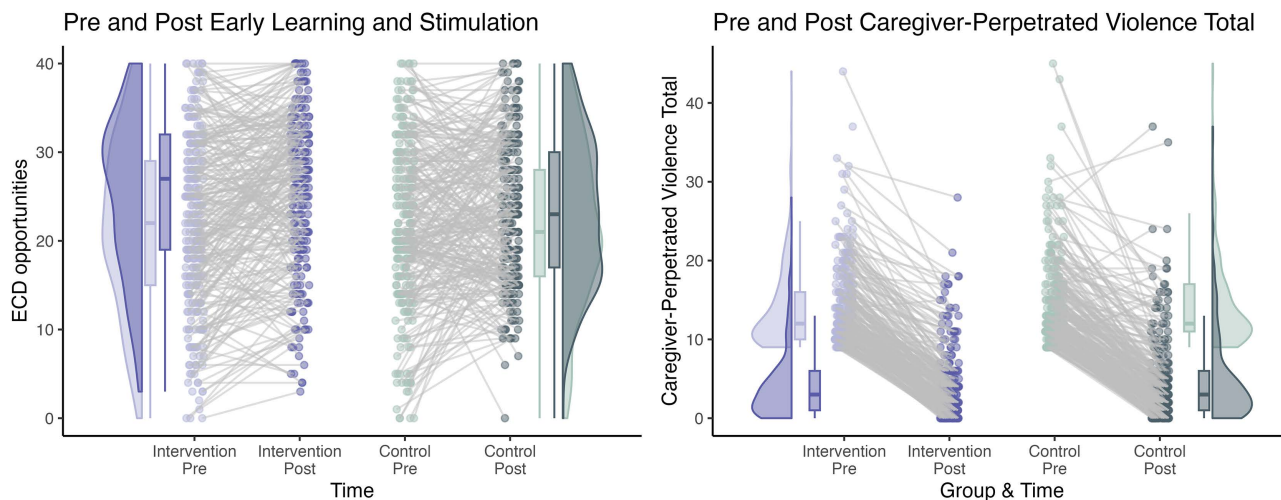 Pre and Post Early Learning and Stimulation
ECD opportunities
40
30
20
10
0
Intervention
Pre
Intervention
Post
Control
Pre
Control
Post
Time
Pre and Post Caregiver-Perpetrated Violence Total
Caregiver-Perpetrated Violence Total
40
30
20
10
0
Intervention
Pre
Intervention
Post
Control
Pre
Control
Post
Group & Time